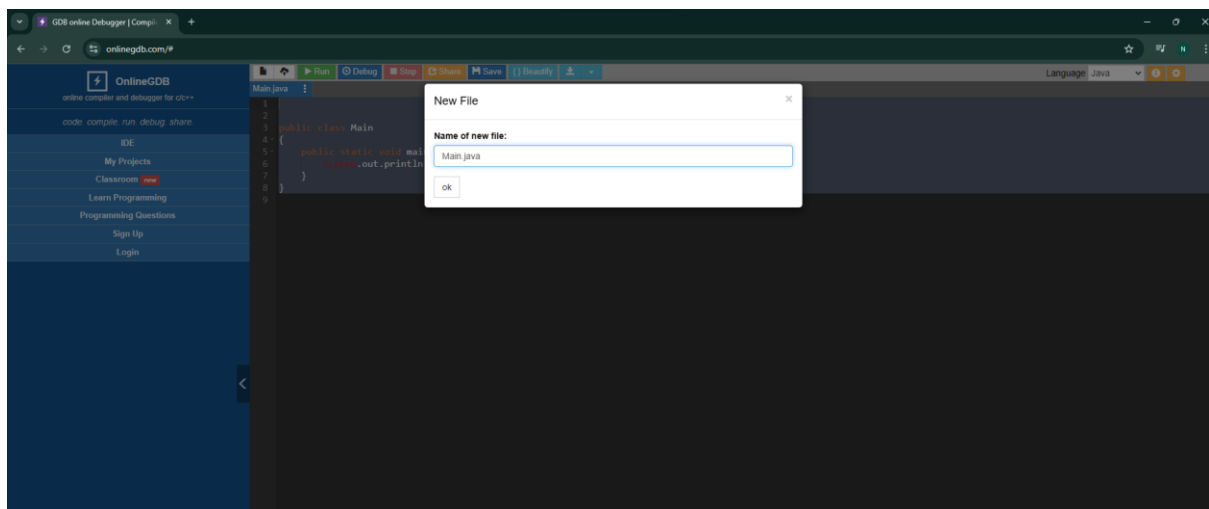 GDB online Debugger | Compil
onlinegdb.com/#
N
OnlineGDB
online compiler and debugger for c/c++
code. compile. run. debug. share.
IDE
My Projects
Classroom new
Learn Programming
Programming Questions
Sign Up
Login
Run Debug Stop Share Save { } Beautify
Language Java
Main.java
1
2
3 public class Main
4 {
5 public static void mai
6 .out.println
7 }
8 }
9
New File
Name of new file:
Main.java
ok